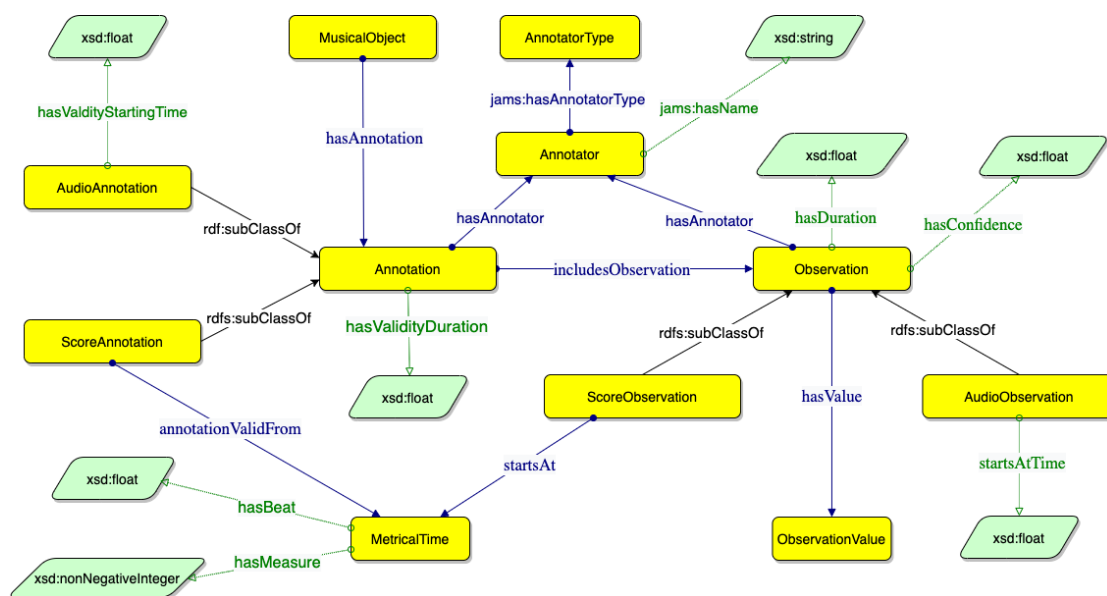 xsd:float
MusicalObject
AnnotatorType
xsd:string
hasValdityStartingTime
jams:hasAnnotatorType
jams:hasName
hasAnnotation
Annotator
xsd:float
xsd:float
AudioAnnotation
hasAnnotator
hasAnnotator
hasDuration
hasConfidence
rdf:subClassOf
Annotation
includesObservation
Observation
rdfs:subClassOf
hasValidityDuration
rdfs:subClassOf
rdfs:subClassOf
ScoreAnnotation
xsd:float
ScoreObservation
hasValue
AudioObservation
annotationValidFrom
startsAt
startsAtTime
xsd:float
hasBeat
MetricalTime
ObservationValue
xsd:float
hasMeasure
xsd:nonNegativeInteger